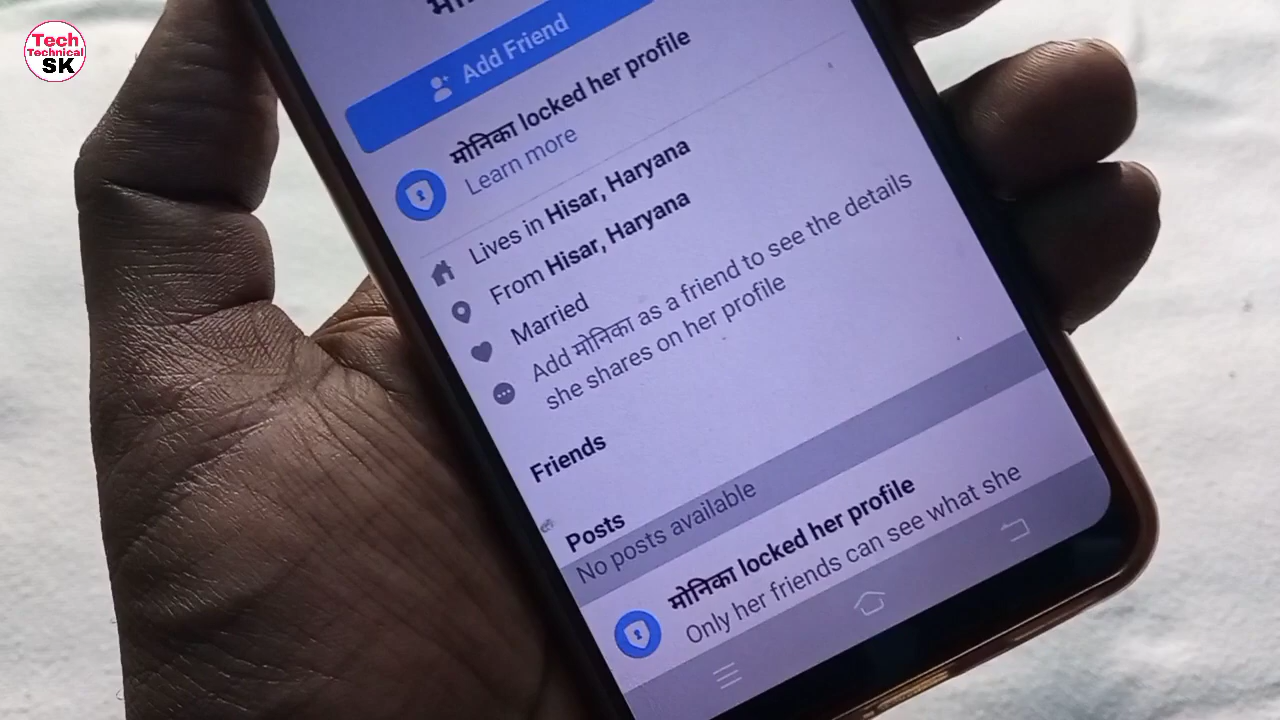 Tech
Technical
SK
Add Friend
मोनिका locked her profile
Learn more
Lives in Hisar, Haryana
From Hisar, Haryana
Married
Add मोनिका as a friend to see the details
she shares on her profile
Friends
Posts
No posts available
मोनिका locked her profile
Only her friends can see what she